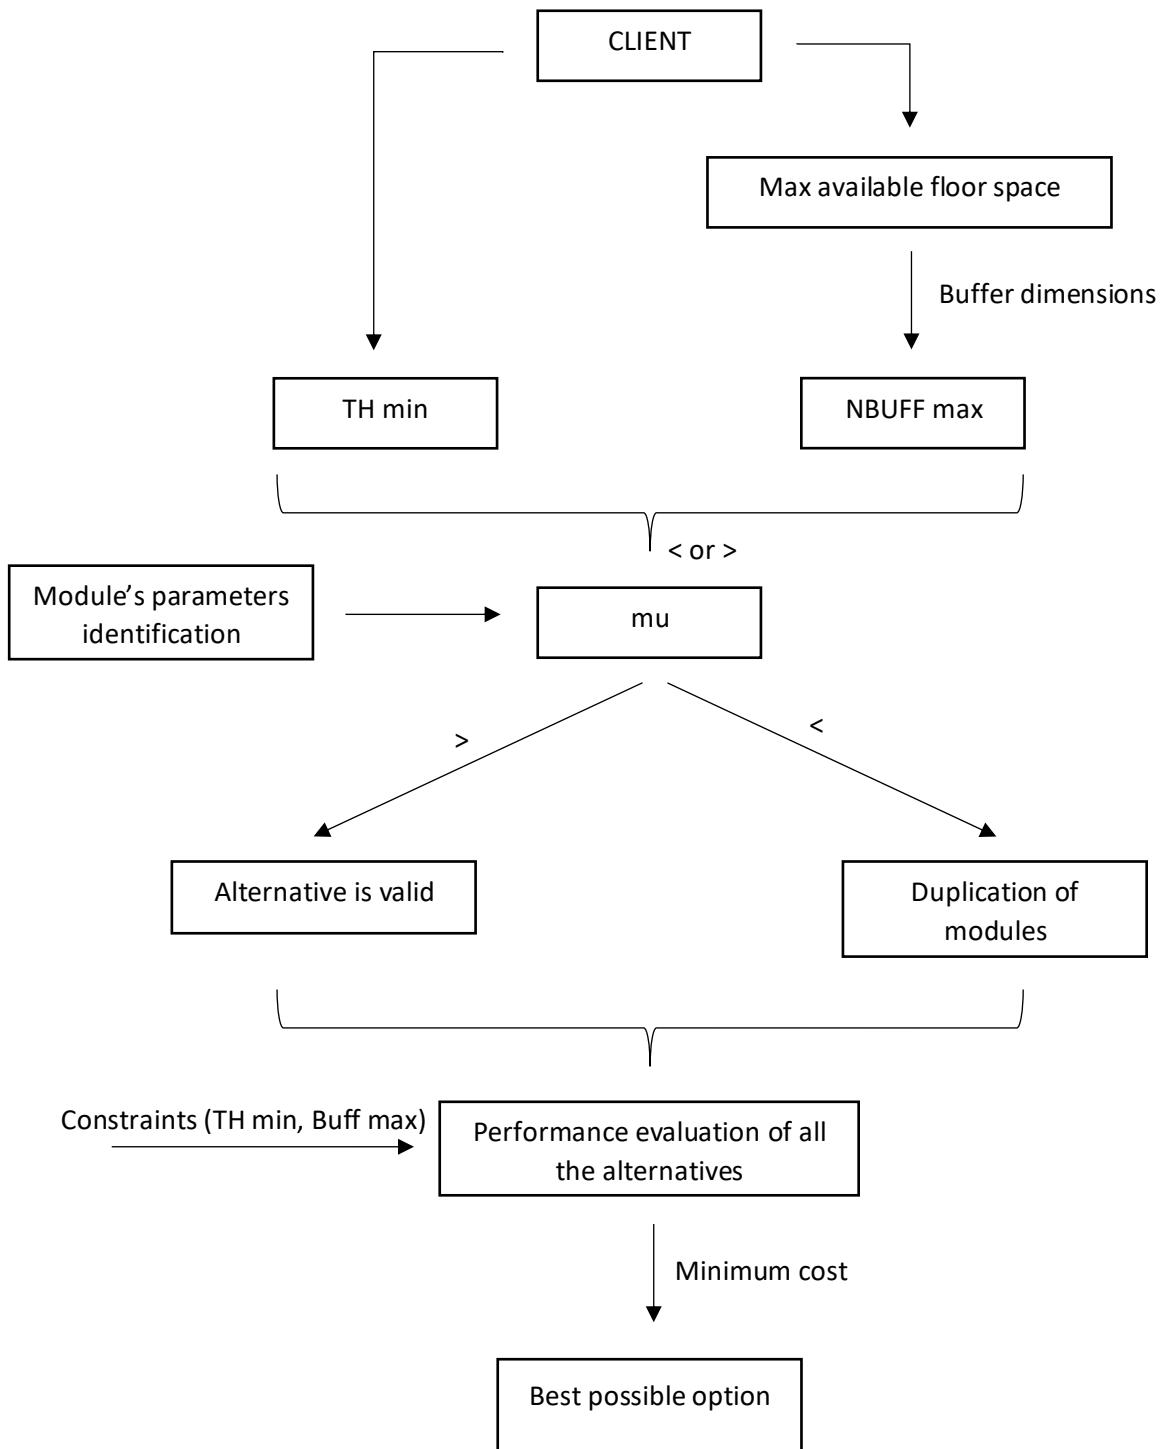 CLIENT
Max available floor space
Buffer dimensions
TH min
NBUFF max
< or >
Module’s parameters
identification
mu
>
<
Alternative is valid
Duplication of
modules
Constraints (TH min, Buff max)
Performance evaluation of all
the alternatives
Minimum cost
Best possible option